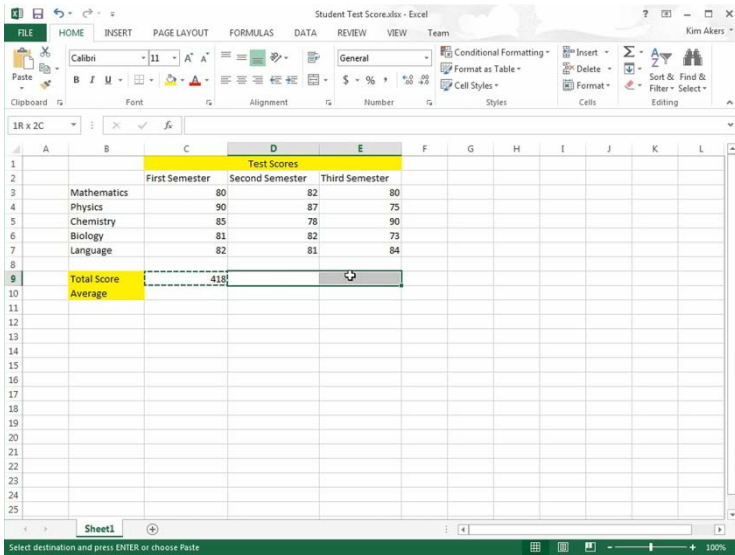 Student Test Score.xlsx - Excel
FILE HOME INSERT PAGE LAYOUT FORMULAS DATA REVIEW VIEW Team Kim Akers
Calibri 11 General Conditional Formatting Insert
Paste Format as Table Delete Sort & Find &
B I U $ % Cell Styles Format Filter Select
Clipboard Font Alignment Number Styles Cells Editing
1R x 2C fx
A B C D E F G H I J K L
1 Test Scores
2 First Semester Second Semester Third Semester
3 Mathematics 80 82 80
4 Physics 90 87 75
5 Chemistry 85 78 90
6 Biology 81 82 73
7 Language 82 81 84
8
9 Total Score 418
10 Average
11
12
13
14
15
16
17
18
19
20
21
22
23
24
25
Sheet1
Select destination and press ENTER or choose Paste 100%